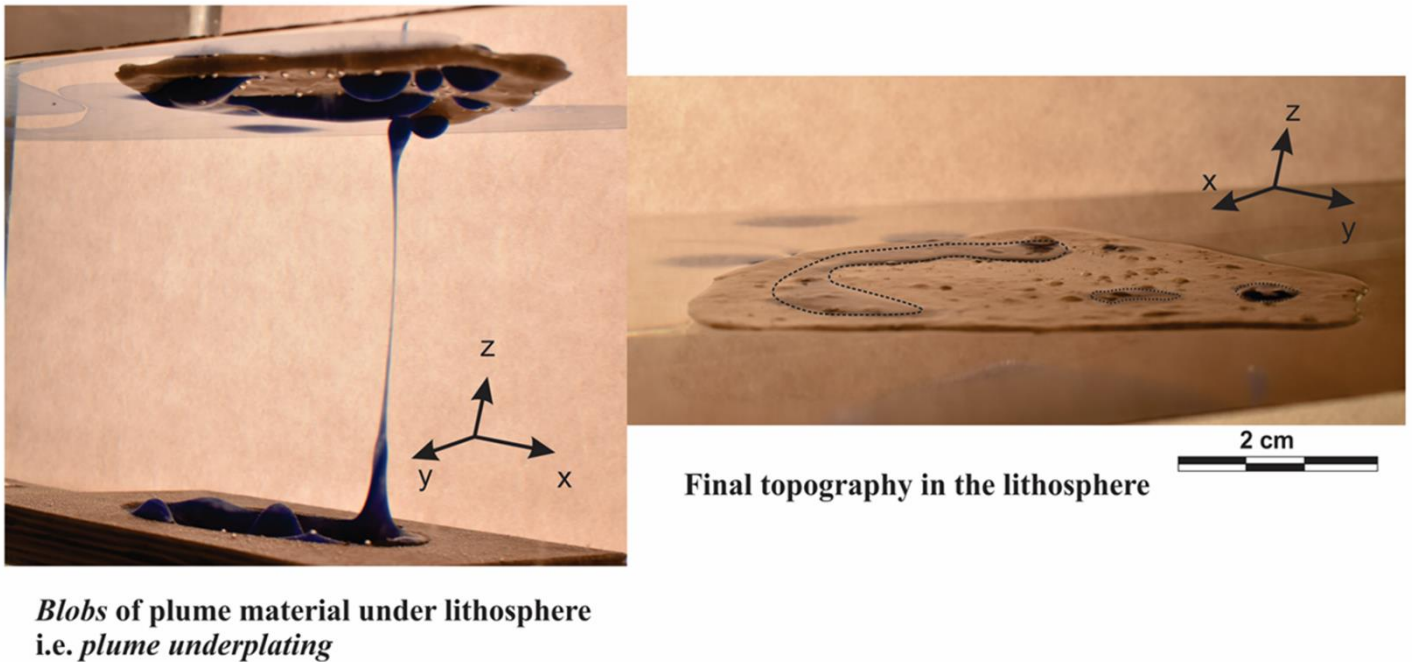 z
y
x
Blobs of plume material under lithosphere
i.e. plume underplating
z
x
y
2 cm
Final topography in the lithosphere